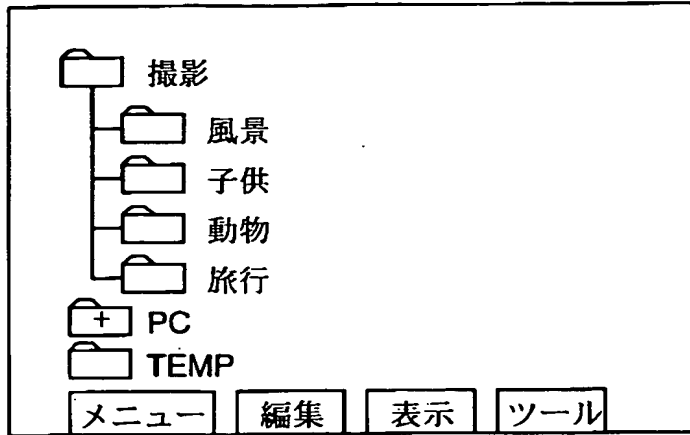 撮影
風景
子供
動物
旅行
+ PC
TEMP
メニュー 編集 表示 ツール